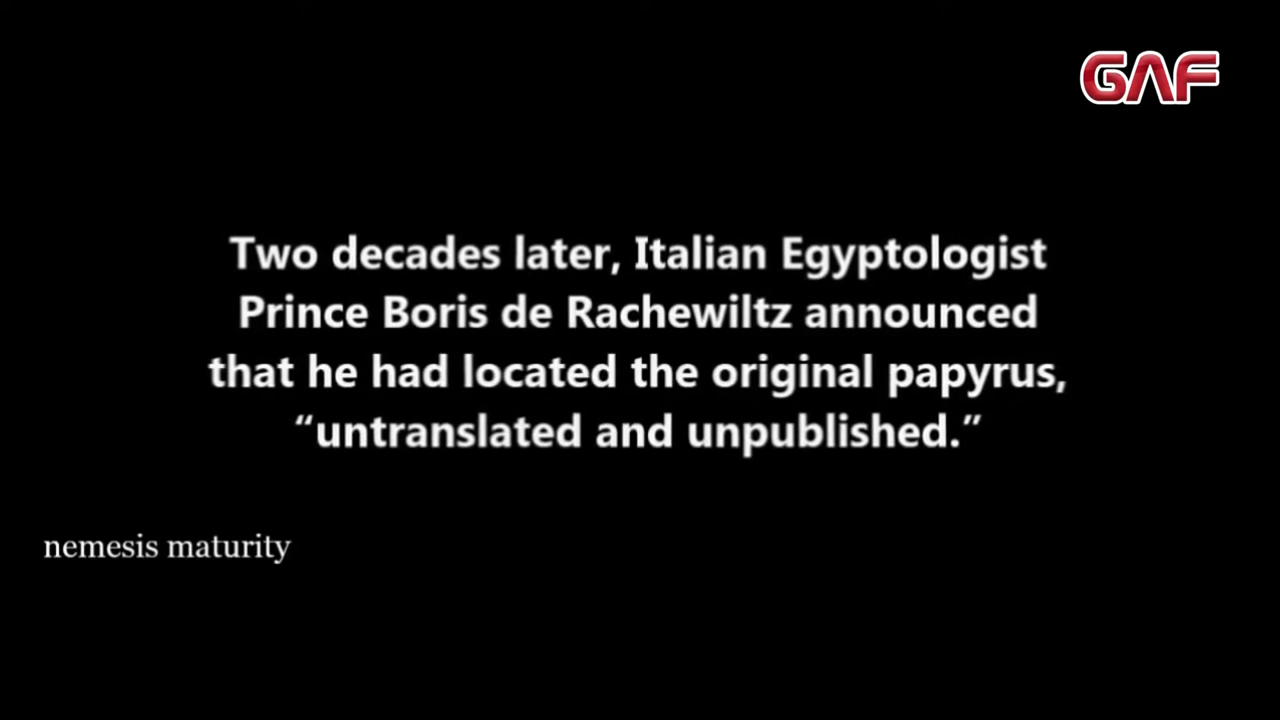 GAF
Two decades later, Italian Egyptologist
Prince Boris de Rachewiltz announced
that he had located the original papyrus,
“untranslated and unpublished.”
nemesis maturity